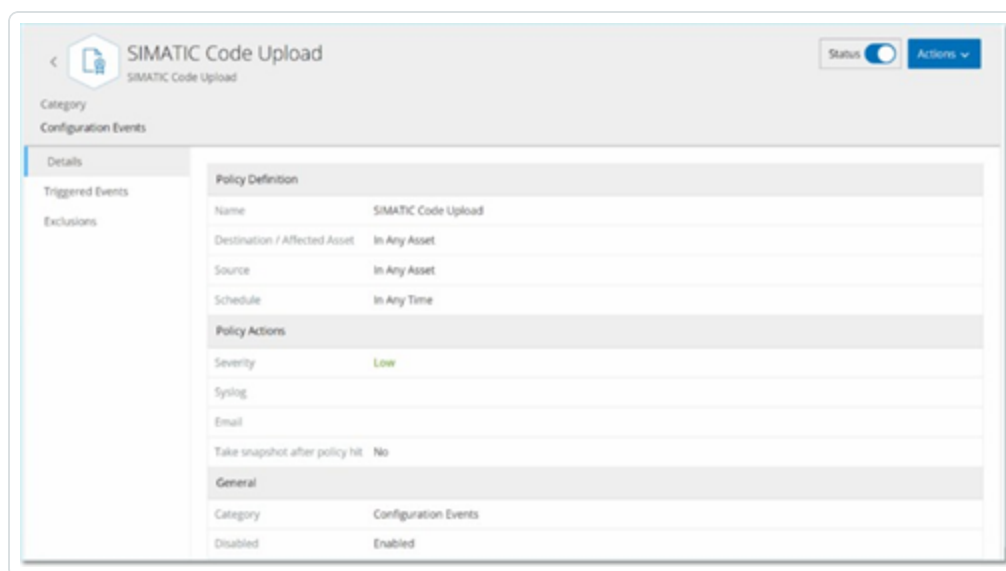 SIMATIC Code Upload
SIMATIC Code Upload
Status
Actions
Category
Configuration Events
Details
Triggered Events
Exclusions
Policy Definition
Name SIMATIC Code Upload
Destination / Affected Asset In Any Asset
Source In Any Asset
Schedule In Any Time
Policy Actions
Severity Low
Syslog
Email
Take snapshot after policy hit No
General
Category Configuration Events
Disabled Enabled